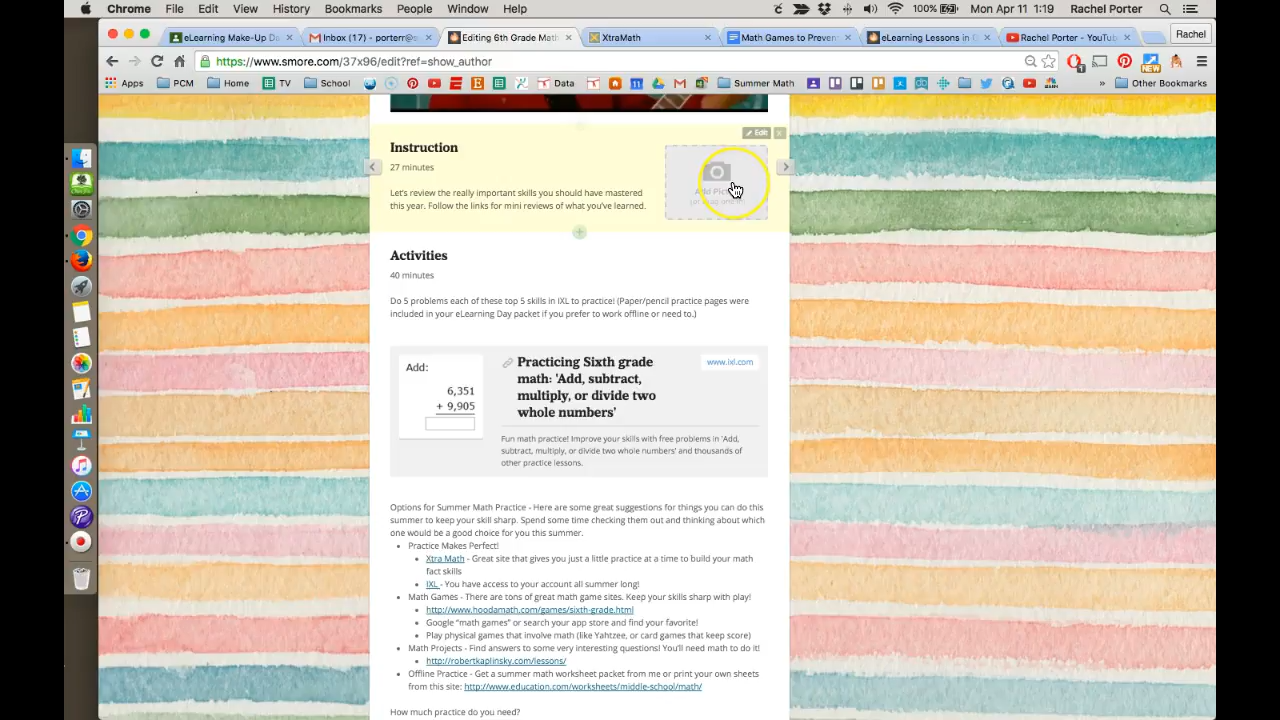 Chrome File Edit View History Bookmarks People Window Help 100% Mon Apr 11 1:19 Rachel Porter
eLearning Make-Up Da × Gmail Inbox (17) - porterr@s × Editing 6th Grade Math × XtraMath × Math Games to Prevent × eLearning Lessons in G × Rachel Porter - YouTube × Rachel
https://www.smore.com/37x96/edit?ref=show_author
Apps PCM Home TV School Data Summer Math » Other Bookmarks
Instruction
Edit x
27 minutes
Add Pict
Let's review the really important skills you should have mastered
this year. Follow the links for mini reviews of what you've learned.
Activities
40 minutes
Do 5 problems each of these top 5 skills in IXL to practice! (Paper/pencil practice pages were
included in your eLearning Day packet if you prefer to work offline or need to.)
Add:
6,351
+ 9,905
Practicing Sixth grade
math: 'Add, subtract,
multiply, or divide two
whole numbers'
www.ixl.com
Fun math practice! Improve your skills with free problems in 'Add,
subtract, multiply, or divide two whole numbers' and thousands of
other practice lessons.
Options for Summer Math Practice - Here are some great suggestions for things you can do this
summer to keep your skill sharp. Spend some time checking them out and thinking about which
one would be a good choice for you this summer.
• Practice Makes Perfect!
• Xtra Math - Great site that gives you just a little practice at a time to build your math
fact skills
• IXL - You have access to your account all summer long!
• Math Games - There are tons of great math game sites. Keep your skills sharp with play!
• http://www.hoodamath.com/games/sixth-grade.html
• Google "math games" or search your app store and find your favorite!
• Play physical games that involve math (like Yahtzee, or card games that keep score)
• Math Projects - Find answers to some very interesting questions! You'll need math to do it!
• http://robertkaplinsky.com/lessons/
• Offline Practice - Get a summer math worksheet packet from me or print your own sheets
from this site: http://www.education.com/worksheets/middle-school/math/
How much practice do you need?